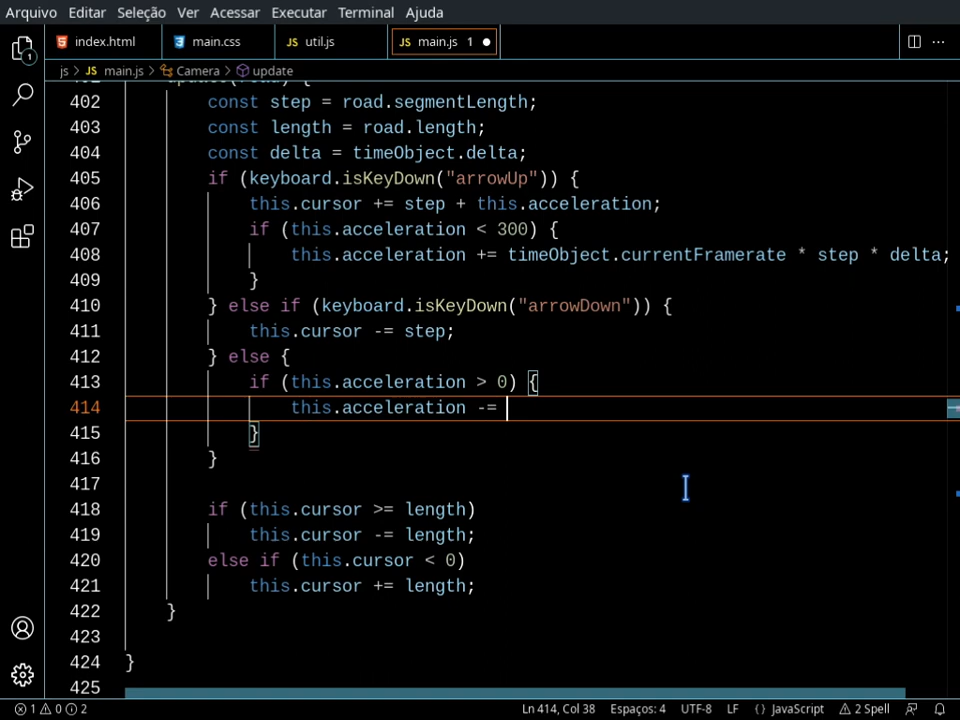 Arquivo Editar Seleção Ver Acessar Executar Terminal Ajuda
index.html main.css util.js main.js 1
js > main.js > Camera > update
402 const step = road.segmentLength;
403 const length = road.length;
404 const delta = timeObject.delta;
405 if (keyboard.isKeyDown("arrowUp")) {
406 this.cursor += step + this.acceleration;
407 if (this.acceleration < 300) {
408 this.acceleration += timeObject.currentFramerate * step * delta;
409 }
410 } else if (keyboard.isKeyDown("arrowDown")) {
411 this.cursor -= step;
412 } else {
413 if (this.acceleration > 0) {
414 this.acceleration -=
415 }
416 }
417
418 if (this.cursor >= length)
419 this.cursor -= length;
420 else if (this.cursor < 0)
421 this.cursor += length;
422 }
423
424 }
425
1 0 2 Ln 414, Col 38 Espaços: 4 UTF-8 LF {} JavaScript 2 Spell